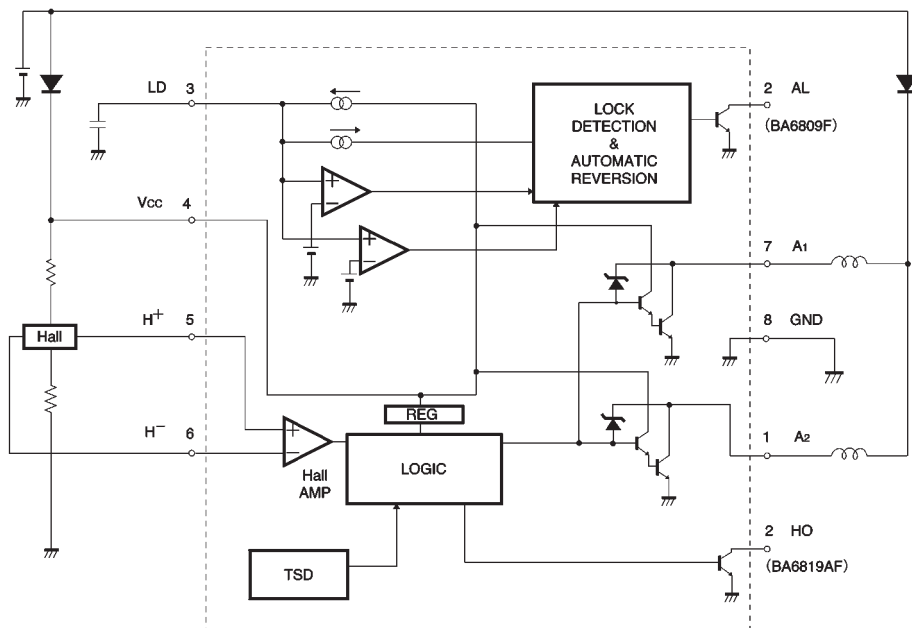 LD 3
2 AL
(BA6809F)
LOCK
DETECTION
&
AUTOMATIC
REVERSION
+
−
VCC 4
+
−
7 A1
H+ 5
8 GND
Hall
REG
H− 6
+
−
Hall
AMP
LOGIC
1 A2
2 HO
(BA6819AF)
TSD